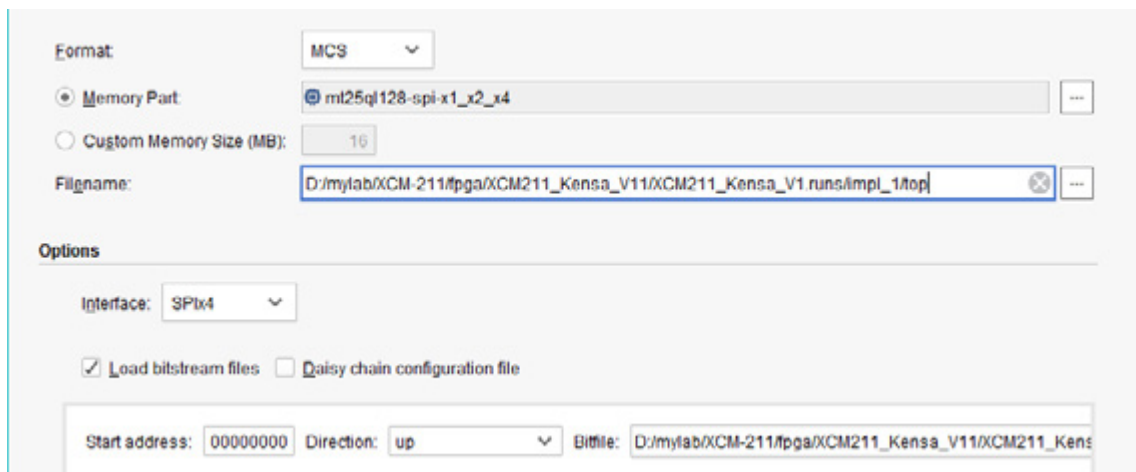 Format: MCS
Memory Part: mt25ql128-spi-x1_x2_x4 ...
Custom Memory Size (MB): 16
Filename: D:/mylab/XCM-211/fpga/XCM211_Kensa_V11/XCM211_Kensa_V1.runs/impl_1/top ...
Options
Interface: SPIx4
Load bitstream files Daisy chain configuration file
Start address: 00000000 Direction: up Bitfile: D:/mylab/XCM-211/fpga/XCM211_Kensa_V11/XCM211_Kens